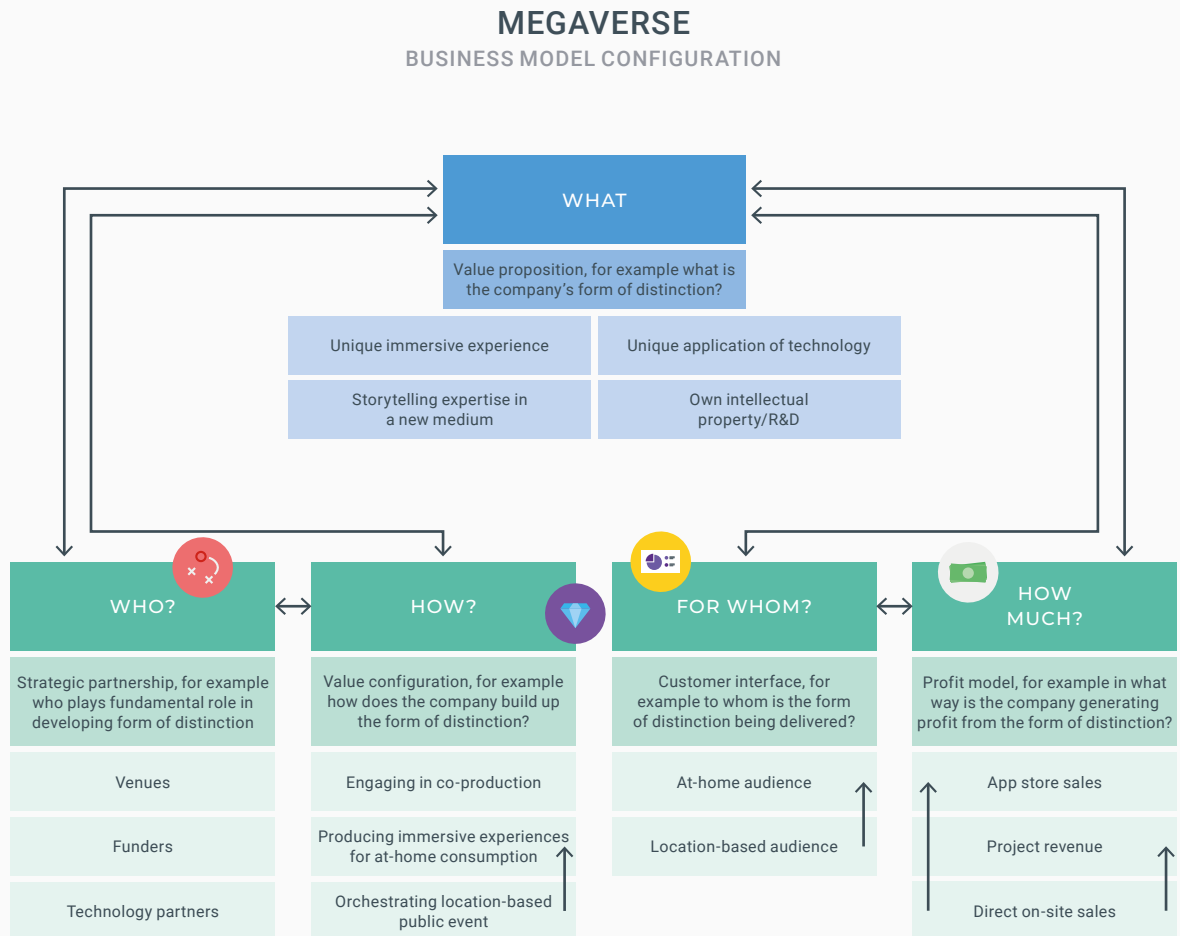 MEGAVERSE
BUSINESS MODEL CONFIGURATION
WHAT
Value proposition, for example what is
the company’s form of distinction?
Unique immersive experience
Unique application of technology
Storytelling expertise in
a new medium
Own intellectual
property/R&D
WHO?
Strategic partnership, for example
who plays fundamental role in
developing form of distinction
Venues
Funders
Technology partners
HOW?
Value configuration, for example
how does the company build up
the form of distinction?
Engaging in co-production
Producing immersive experiences
for at-home consumption
Orchestrating location-based
public event
FOR WHOM?
Customer interface, for
example to whom is the form
of distinction being delivered?
At-home audience
Location-based audience
HOW
MUCH?
Profit model, for example in what
way is the company generating
profit from the form of distinction?
App store sales
Project revenue
Direct on-site sales